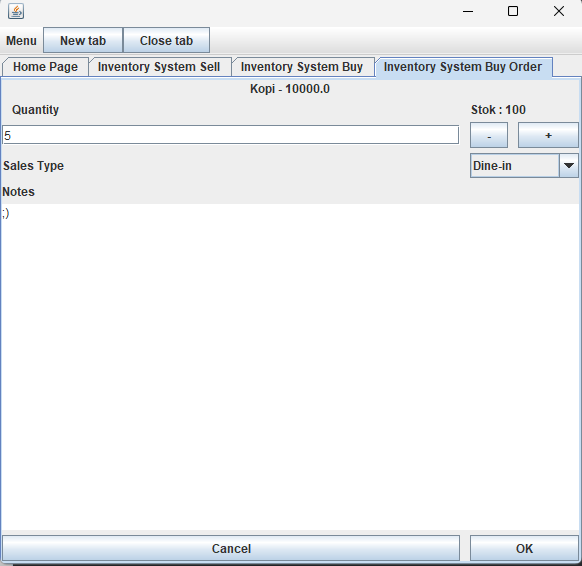 Menu New tab Close tab
Home Page Inventory System Sell Inventory System Buy Inventory System Buy Order
Kopi - 10000.0
Quantity Stok : 100
5 - +
Sales Type Dine-in
Notes
;)
Cancel OK